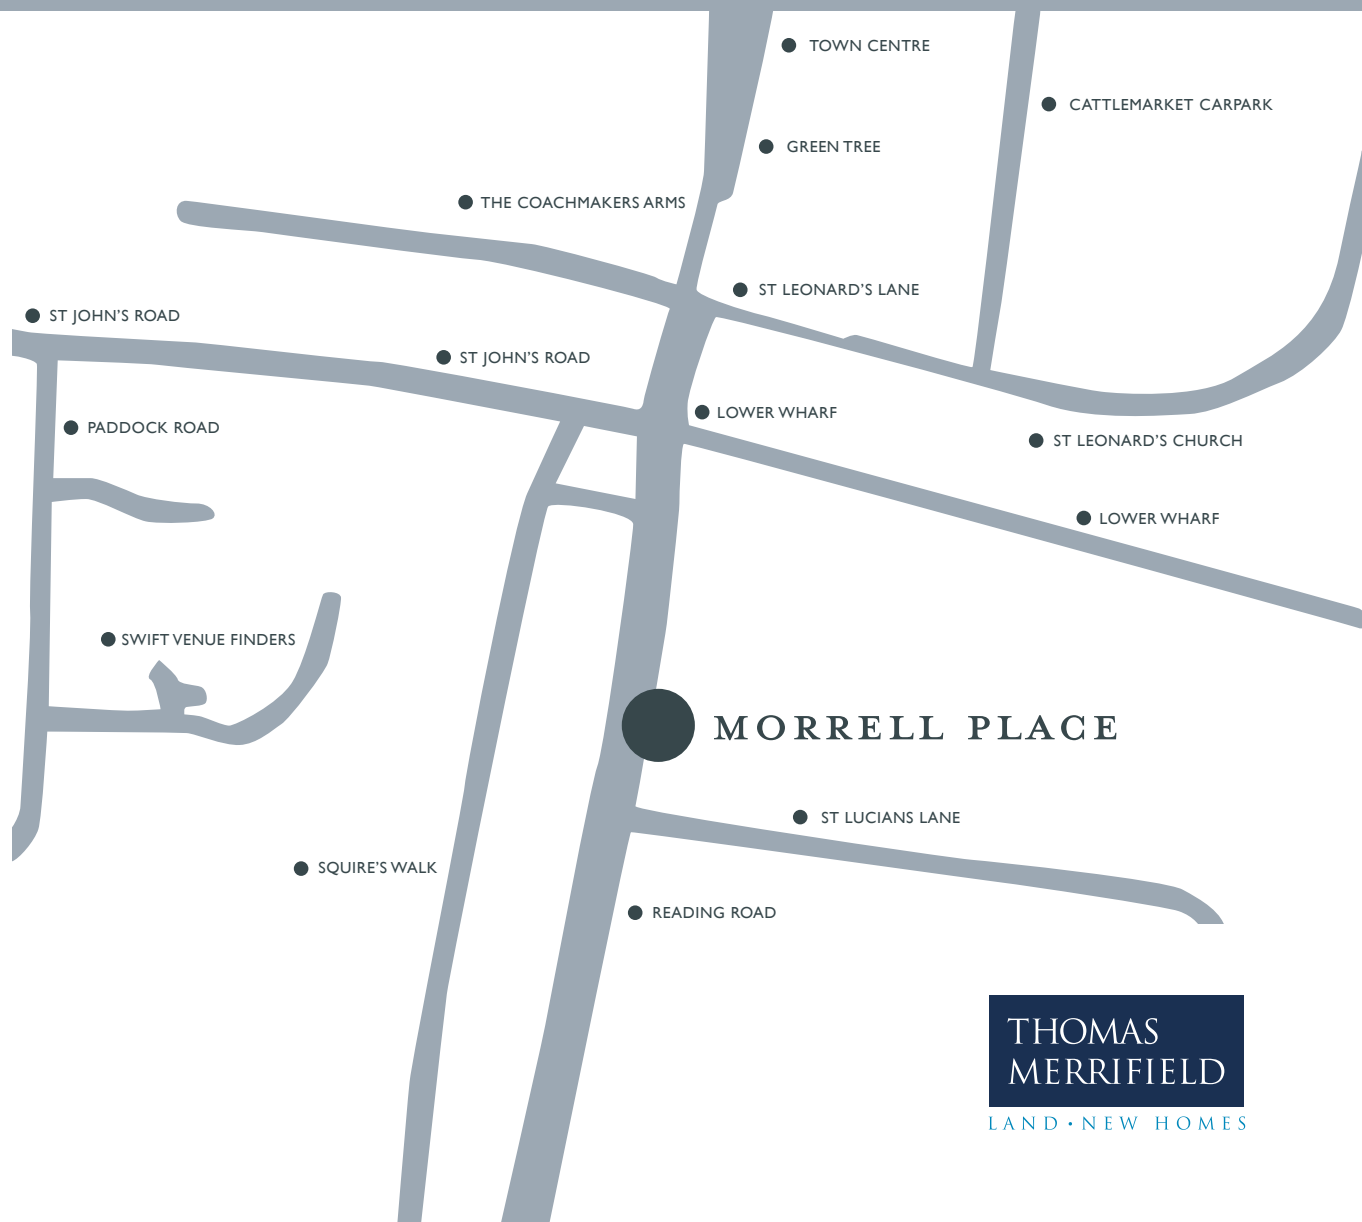 TOWN CENTRE
CATTLEMARKET CARPARK
GREEN TREE
THE COACHMAKERS ARMS
ST LEONARD'S LANE
ST JOHN'S ROAD
ST JOHN'S ROAD
LOWER WHARF
PADDOCK ROAD
ST LEONARD'S CHURCH
LOWER WHARF
SWIFT VENUE FINDERS
MORRELL PLACE
ST LUCIANS LANE
SQUIRE'S WALK
READING ROAD
THOMAS
MERRIFIELD
LAND • NEW HOMES